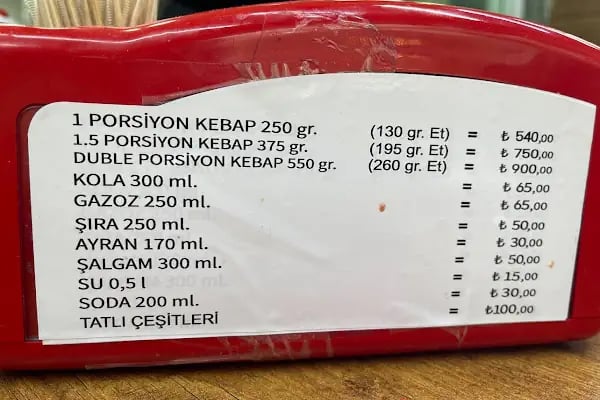 1 PORSİYON KEBAP 250 gr. (130 gr. Et) = ₺ 540,00
1.5 PORSİYON KEBAP 375 gr. (195 gr. Et) = ₺ 750,00
DUBLE PORSİYON KEBAP 550 gr. (260 gr. Et) = ₺ 900,00
KOLA 300 ml. = ₺ 65,00
GAZOZ 250 ml. = ₺ 65,00
ŞIRA 250 ml. = ₺ 50,00
AYRAN 170 ml. = ₺ 30,00
ŞALGAM 300 ml. = ₺ 50,00
SU 0,5 l = ₺ 15,00
SODA 200 ml. = ₺ 30,00
TATLI ÇEŞİTLERİ = ₺100,00